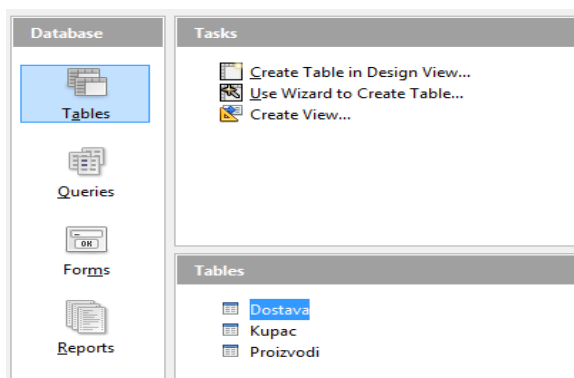 Database
Tables
Queries
Forms
Reports
Tasks
Create Table in Design View...
Use Wizard to Create Table...
Create View...
Tables
Dostava
Kupac
Proizvodi